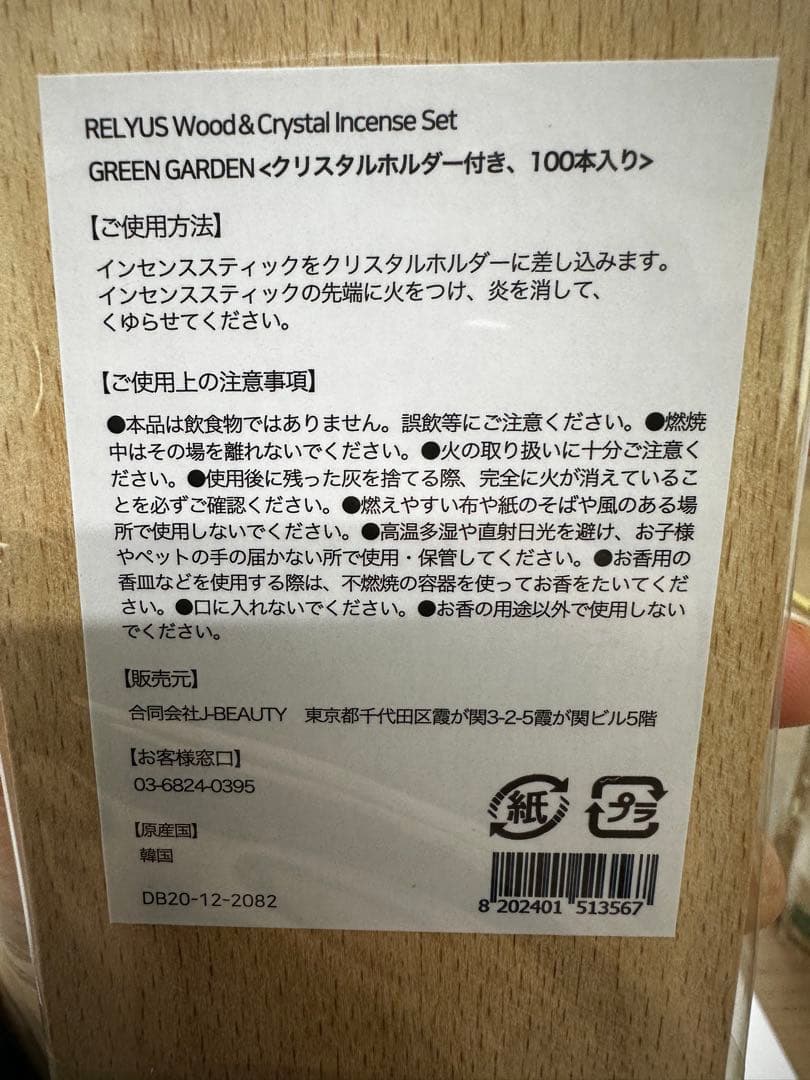 RELYUS Wood&Crystal Incense Set
GREEN GARDEN<クリスタルホルダー付き、100本入り>
【ご使用方法】
インセンススティックをクリスタルホルダーに差し込みます。
インセンススティックの先端に火をつけ、炎を消して、
くゆらせてください。
【ご使用上の注意事項】
●本品は飲食物ではありません。誤飲等にご注意ください。●燃焼
中はその場を離れないでください。●火の取り扱いに十分ご注意く
ださい。●使用後に残った灰を捨てる際、完全に火が消えているこ
とを必ずご確認ください。●燃えやすい布や紙のそばや風のある場
所で使用しないでください。●高温多湿や直射日光を避け、お子様
やペットの手の届かない所で使用・保管してください。●お香用の
香皿などを使用する際は、不燃焼の容器を使ってお香をたいてくだ
さい。●口に入れないでください。●お香の用途以外で使用しない
でください。
【販売元】
合同会社J-BEAUTY 東京都千代田区霞が関3-2-5霞が関ビル5階
【お客様窓口】
03-6824-0395
【原産国】
韓国
DB20-12-2082
紙 プラ
8 202401 513567